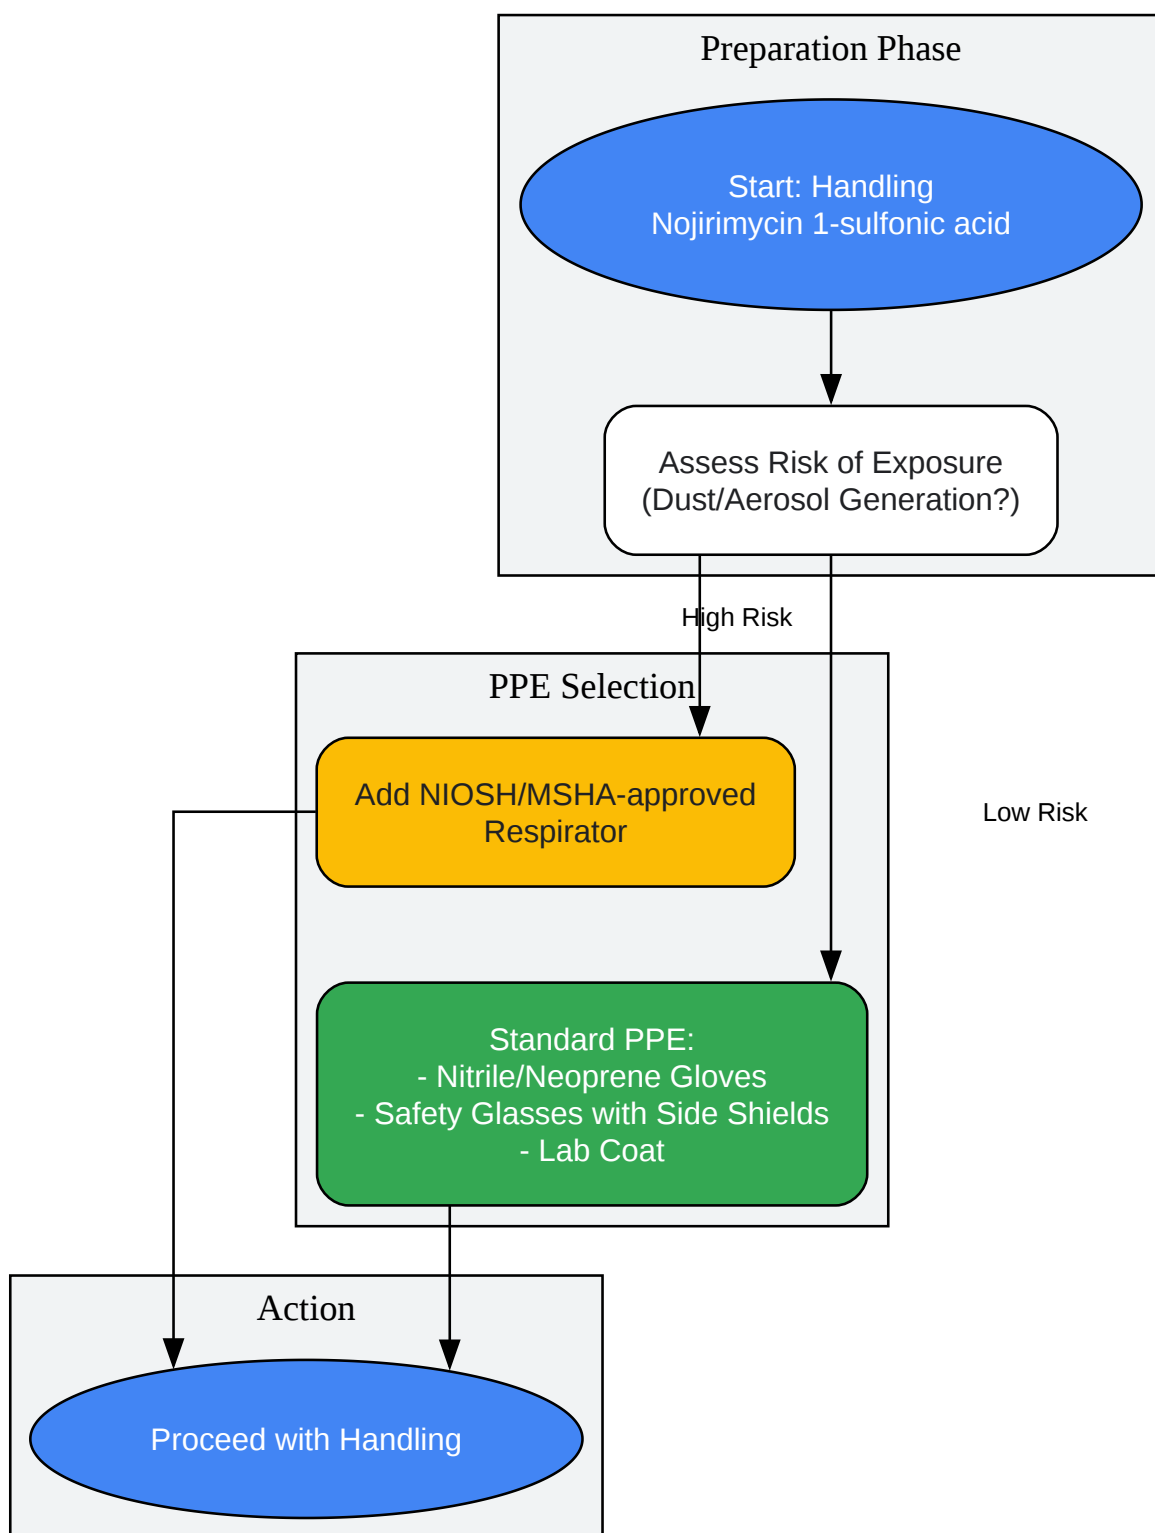 Preparation Phase
Start: Handling
Nojirimycin 1-sulfonic acid
Assess Risk of Exposure
(Dust/Aerosol Generation?)
High Risk
PPE Selection
Add NIOSH/MSHA-approved
Respirator
Low Risk
Standard PPE:
- Nitrile/Neoprene Gloves
- Safety Glasses with Side Shields
- Lab Coat
Action
Proceed with Handling